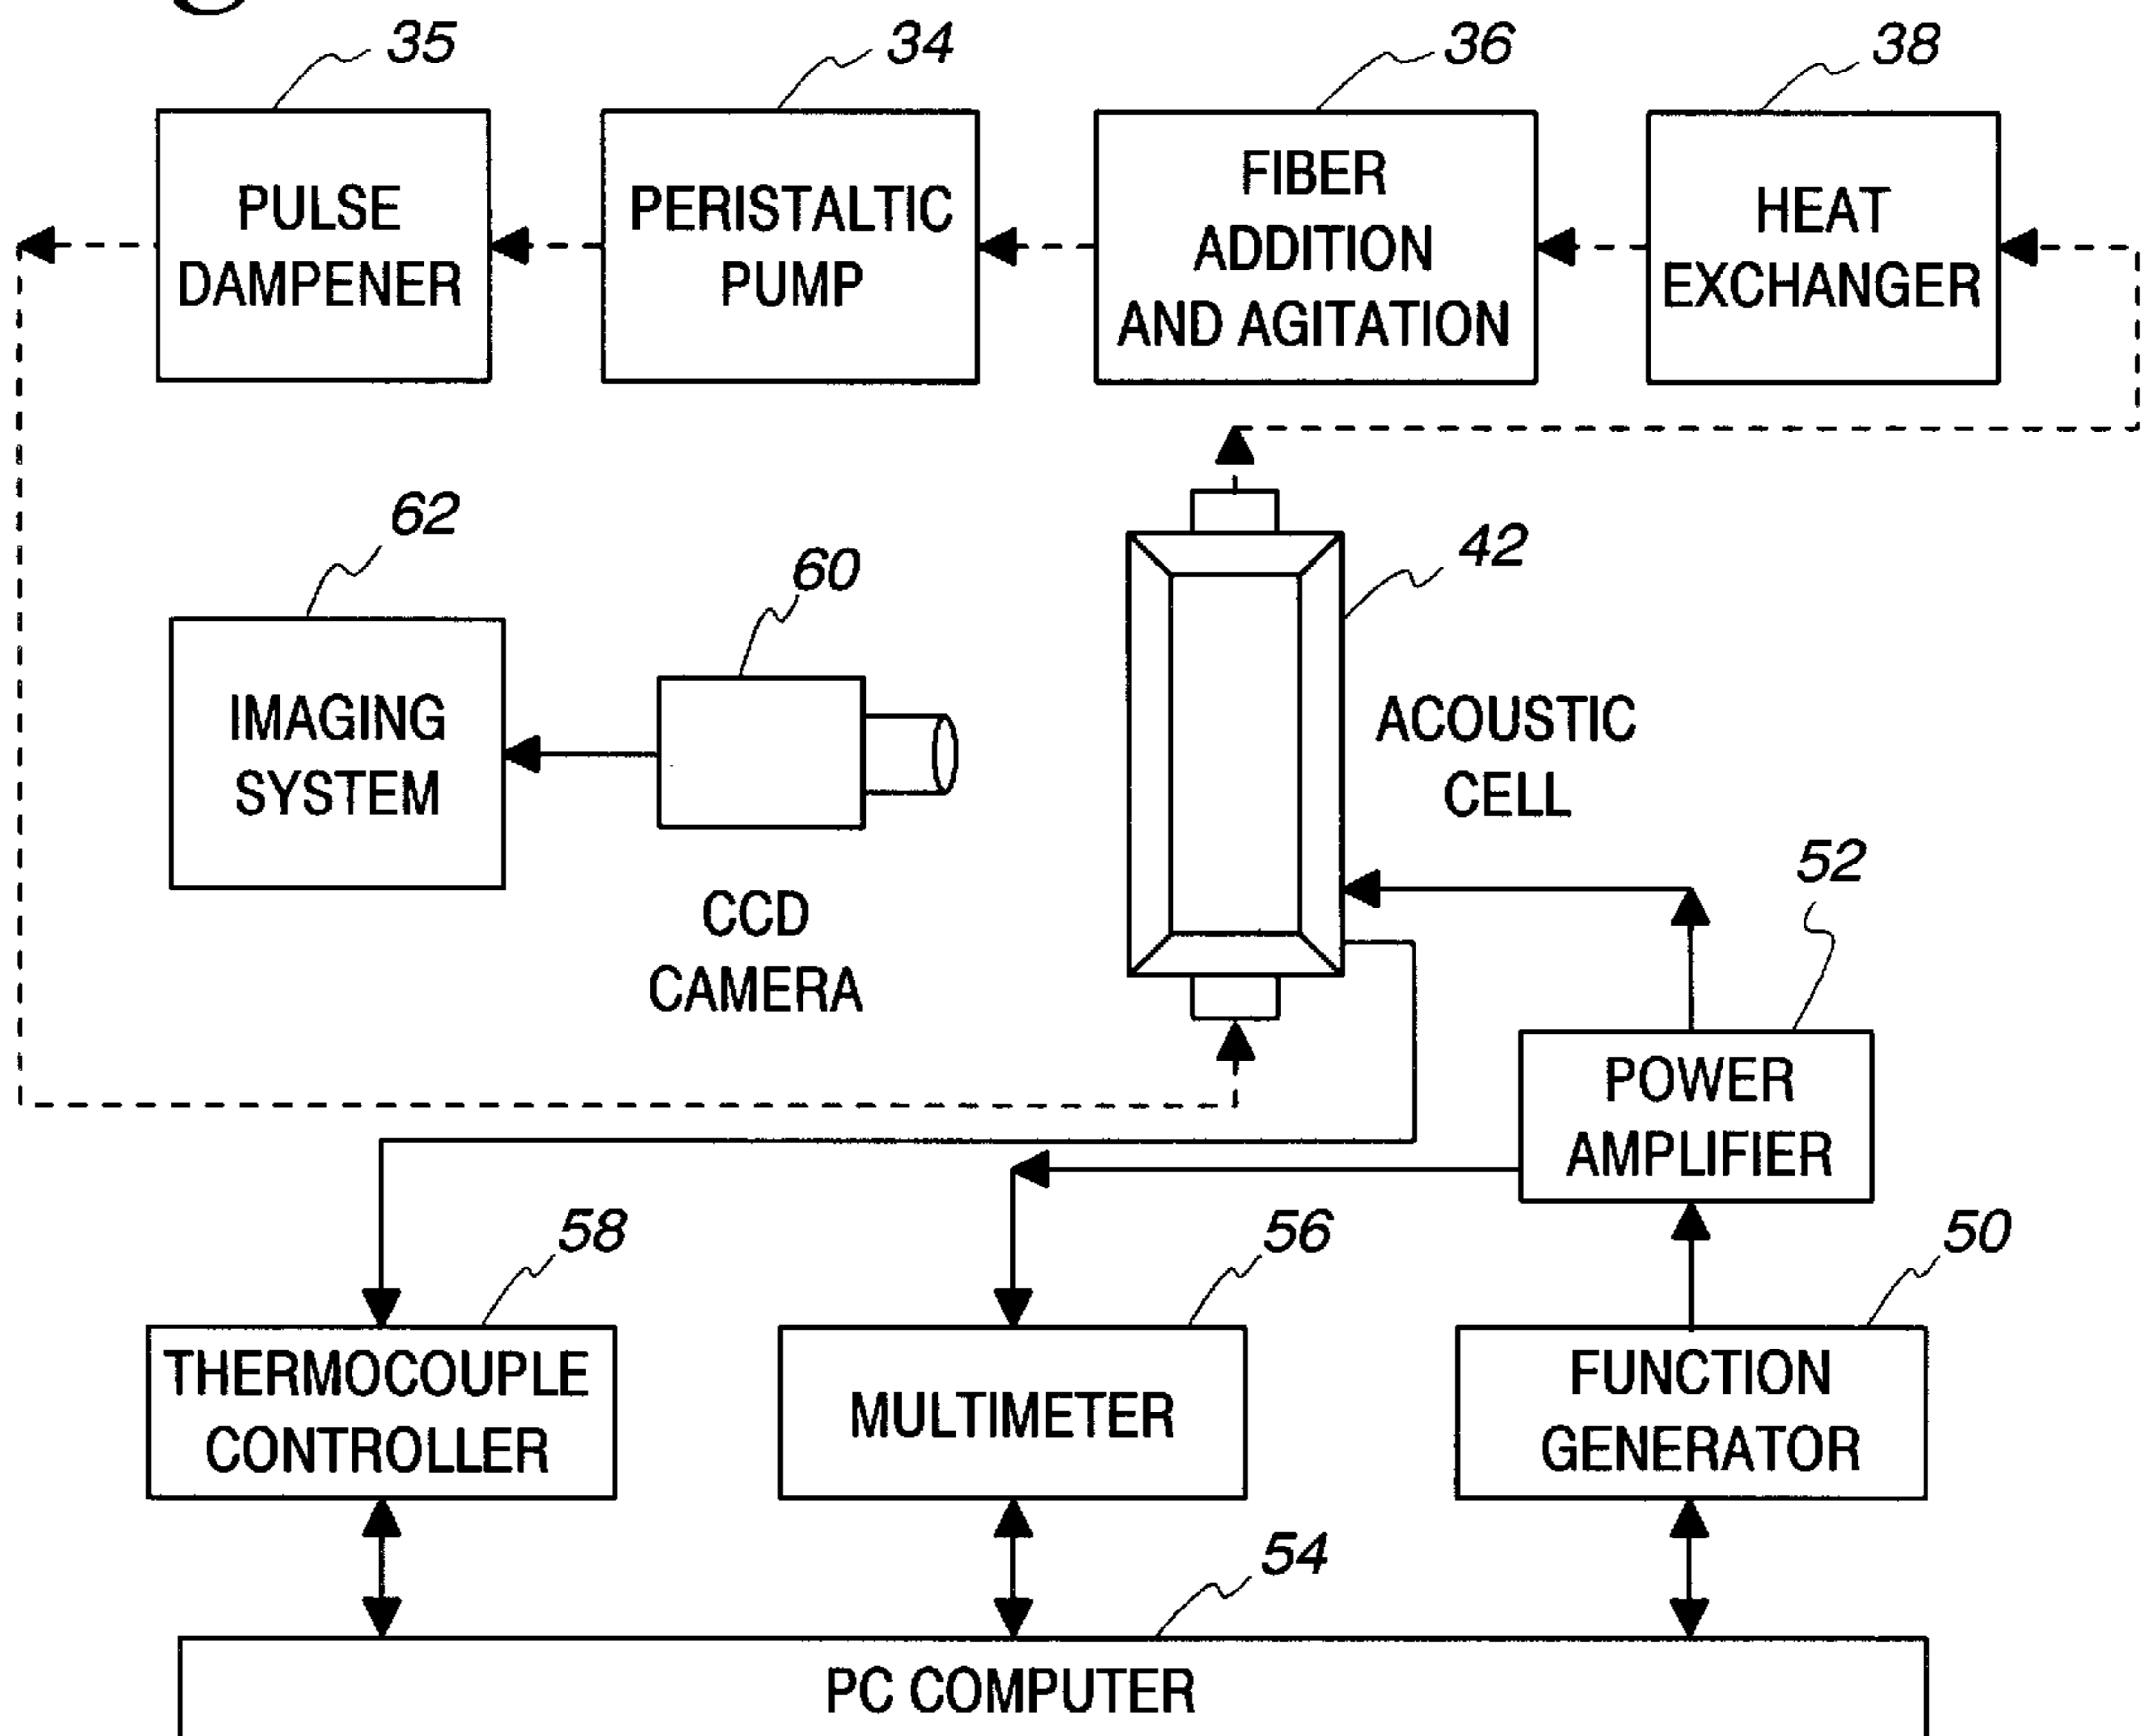 35
34
36
38
PULSE
DAMPENER
PERISTALTIC
PUMP
FIBER
ADDITION
AND AGITATION
HEAT
EXCHANGER
62
60
42
IMAGING
SYSTEM
CCD
CAMERA
ACOUSTIC
CELL
52
POWER
AMPLIFIER
58
56
50
THERMOCOUPLE
CONTROLLER
MULTIMETER
FUNCTION
GENERATOR
54
PC COMPUTER